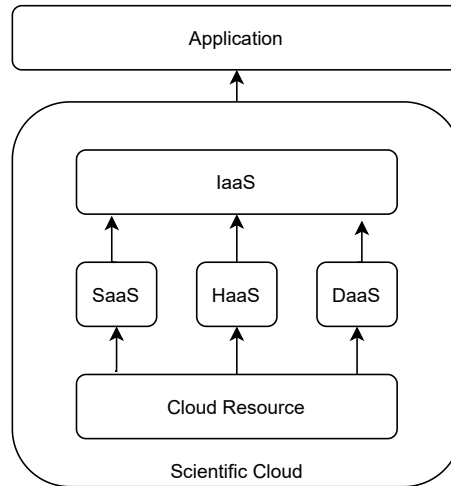 Application
IaaS
SaaS
HaaS
DaaS
Cloud Resource
Scientific Cloud